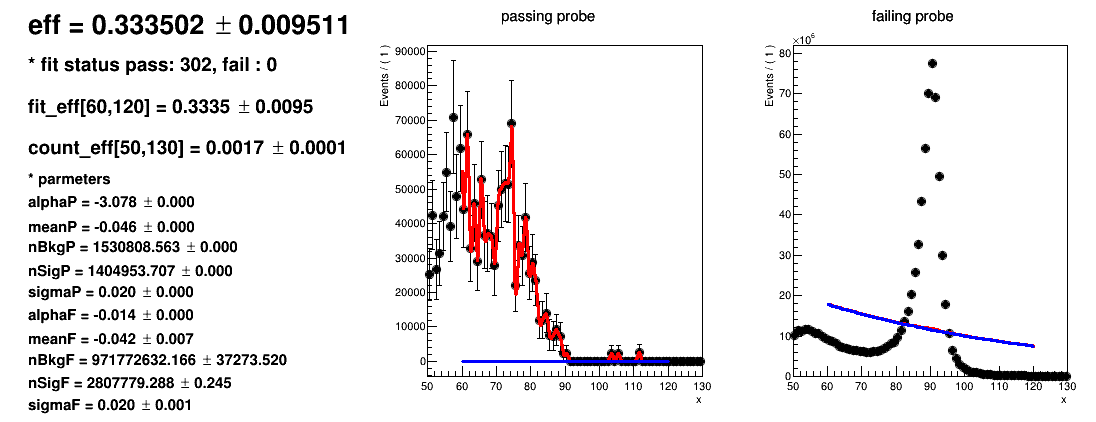 eff = 0.333502 ± 0.009511
* fit status pass: 302, fail : 0
fit_eff[60,120] = 0.3335 ± 0.0095
count_eff[50,130] = 0.0017 ± 0.0001
* parmeters
alphaP = -3.078 ± 0.000
meanP = -0.046 ± 0.000
nBkgP = 1530808.563 ± 0.000
nSigP = 1404953.707 ± 0.000
sigmaP = 0.020 ± 0.000
alphaF = -0.014 ± 0.000
meanF = -0.042 ± 0.007
nBkgF = 971772632.166 ± 37273.520
nSigF = 2807779.288 ± 0.245
sigmaF = 0.020 ± 0.001
passing probe
Events / ( 1 )
90000
80000
70000
60000
50000
40000
30000
20000
10000
0
50 60 70 80 90 100 110 120 130
x
failing probe
×10⁶
Events / ( 1 )
80
70
60
50
40
30
20
10
0
50 60 70 80 90 100 110 120 130
x